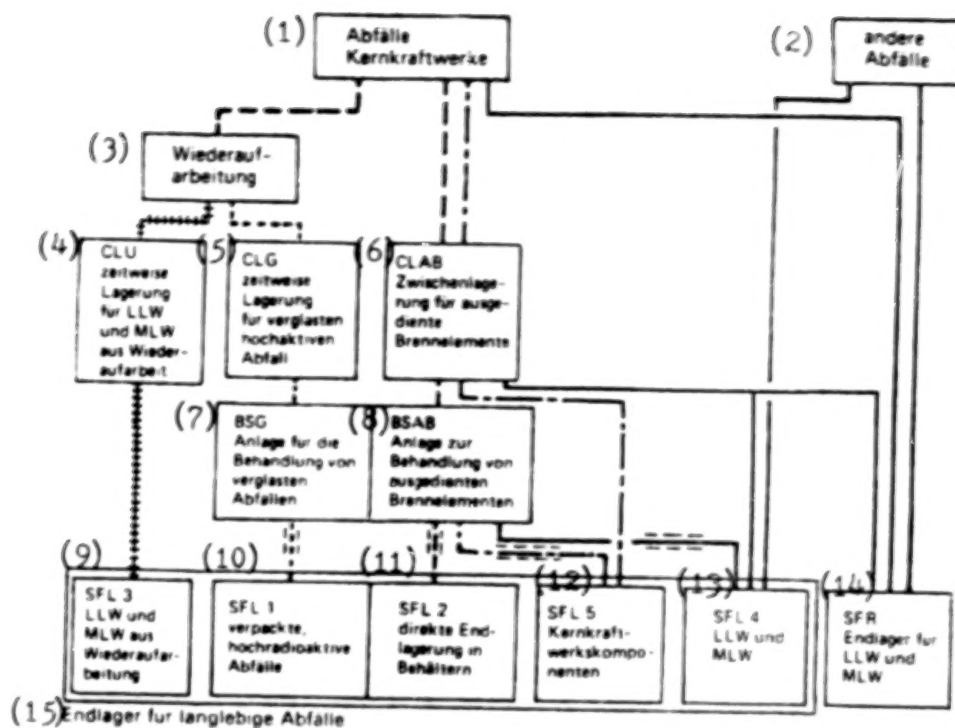 (1)
Abfälle
Kernkraftwerke
(2)
andere
Abfälle
(3)
Wiederauf-
arbeitung
(4)
CLU
zeitweise
Lagerung
für LLW
und MLW
aus Wieder-
aufarbeit
(5)
CLG
zeitweise
Lagerung
für verglasten
hochaktiven
Abfall
(6)
CLAB
Zwischenlage-
rung für ausge-
diente
Brennelemente
(7)
BSG
Anlage für die
Behandlung von
verglasten
Abfällen
(8)
BSAB
Anlage zur
Behandlung von
ausgedienten
Brennelementen
(9)
SFL 3
LLW und
MLW aus
Wiederaufar-
beitung
(10)
SFL 1
verpackte,
hochradioaktive
Abfälle
(11)
SFL 2
direkte End-
lagerung in
Behältern
(12)
SFL 5
Kernkraft-
werkskompo-
nenten
(13)
SFL 4
LLW und
MLW
(14)
SFR
Endlager für
LLW und
MLW
(15) Endlager für langlebige Abfälle